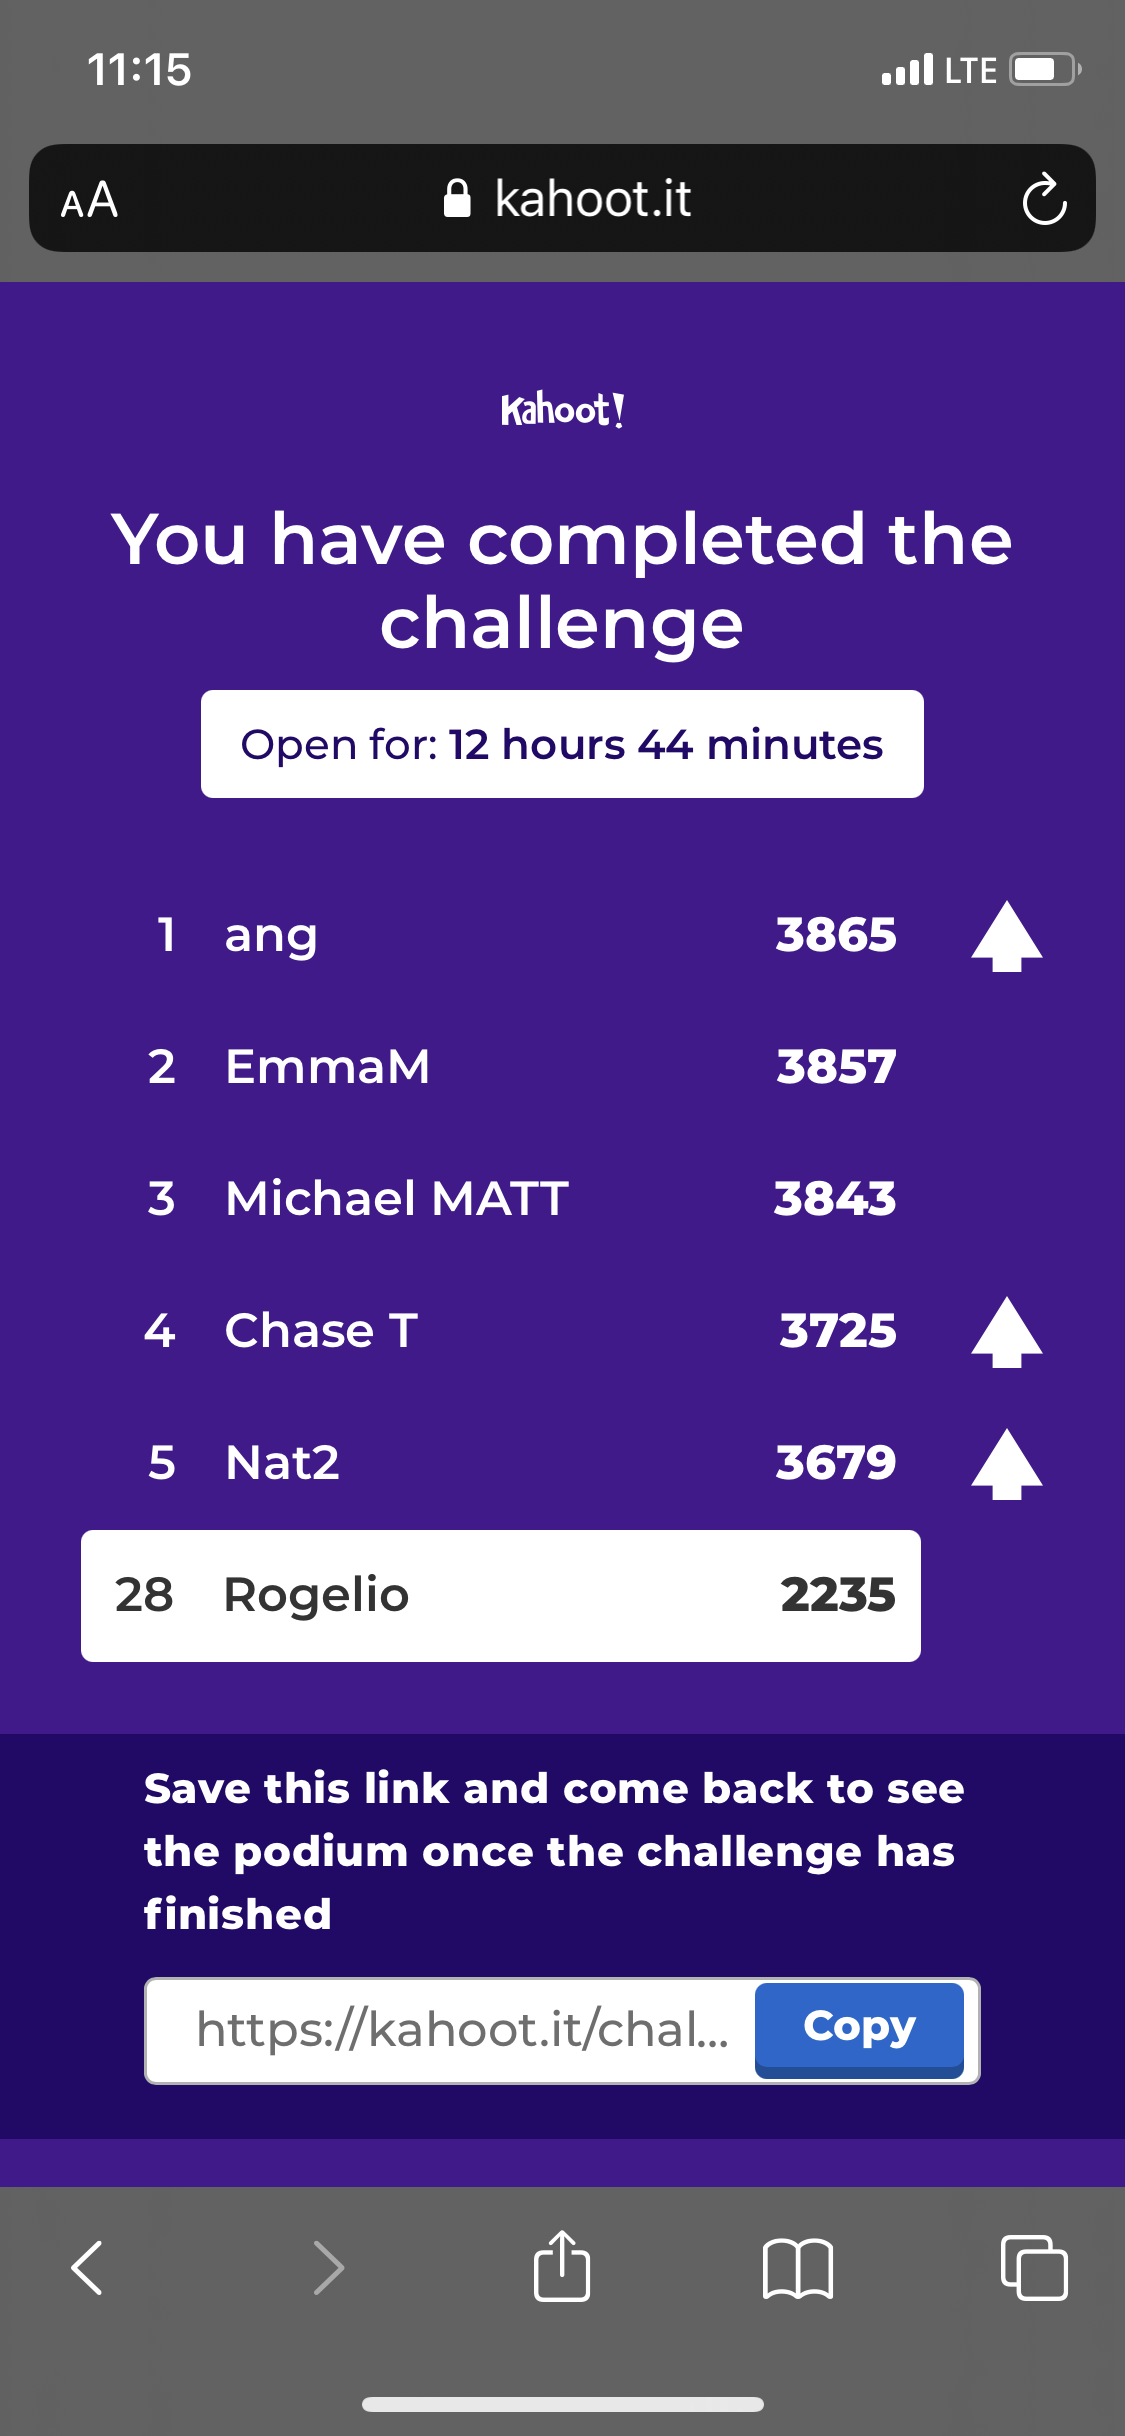 11:15 LTE
AA kahoot.it
Kahoot!
You have completed the
challenge
Open for: 12 hours 44 minutes
1 ang 3865
2 EmmaM 3857
3 Michael MATT 3843
4 Chase T 3725
5 Nat2 3679
28 Rogelio 2235
Save this link and come back to see
the podium once the challenge has
finished
https://kahoot.it/chal... Copy